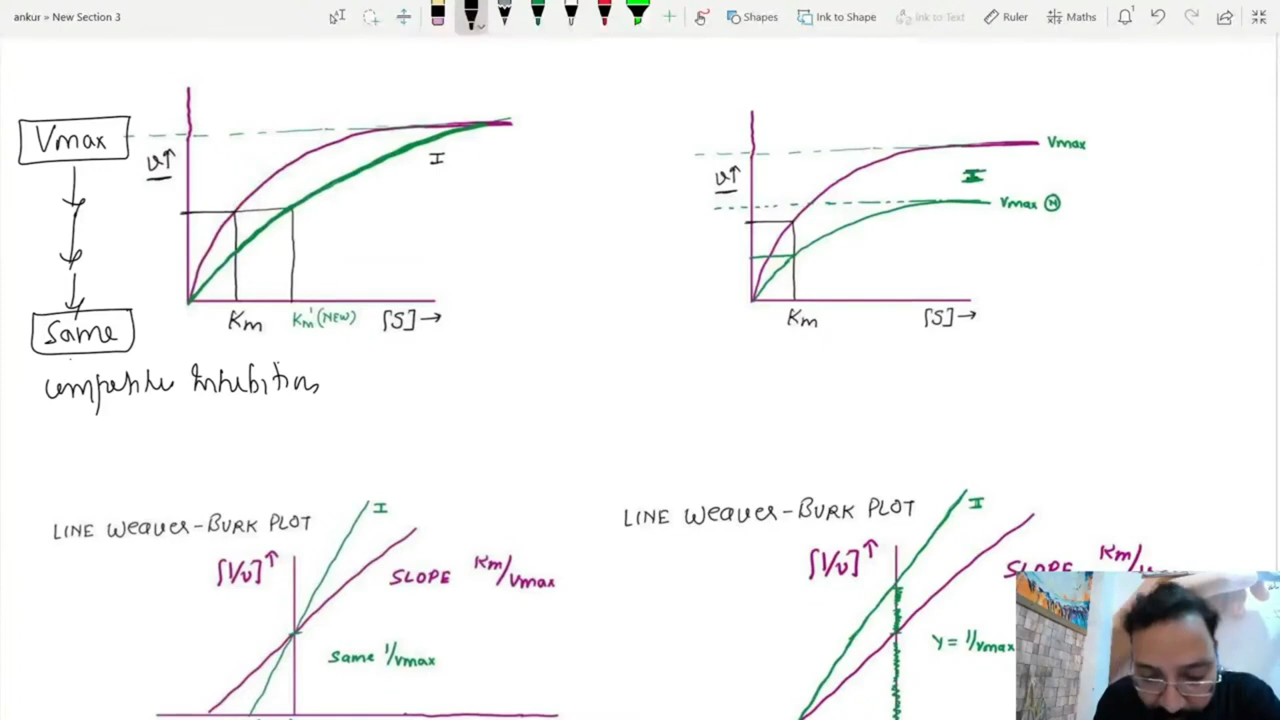 ankur » New Section 3
Shapes
Ink to Shape
Ink to Text
Ruler
Maths
Vmax
v↑
I
Km
Km'(NEW)
[S]→
Same
Inhibition
v↑
Vmax
I
Vmax
Km
[S]→
LINE Weaver-BURK PLOT
I
[1/v]↑
SLOPE Km/Vmax
Same 1/Vmax
LINE Weaver-BURK PLOT
I
[1/v]↑
SLOPE Km/
Y = 1/Vmax